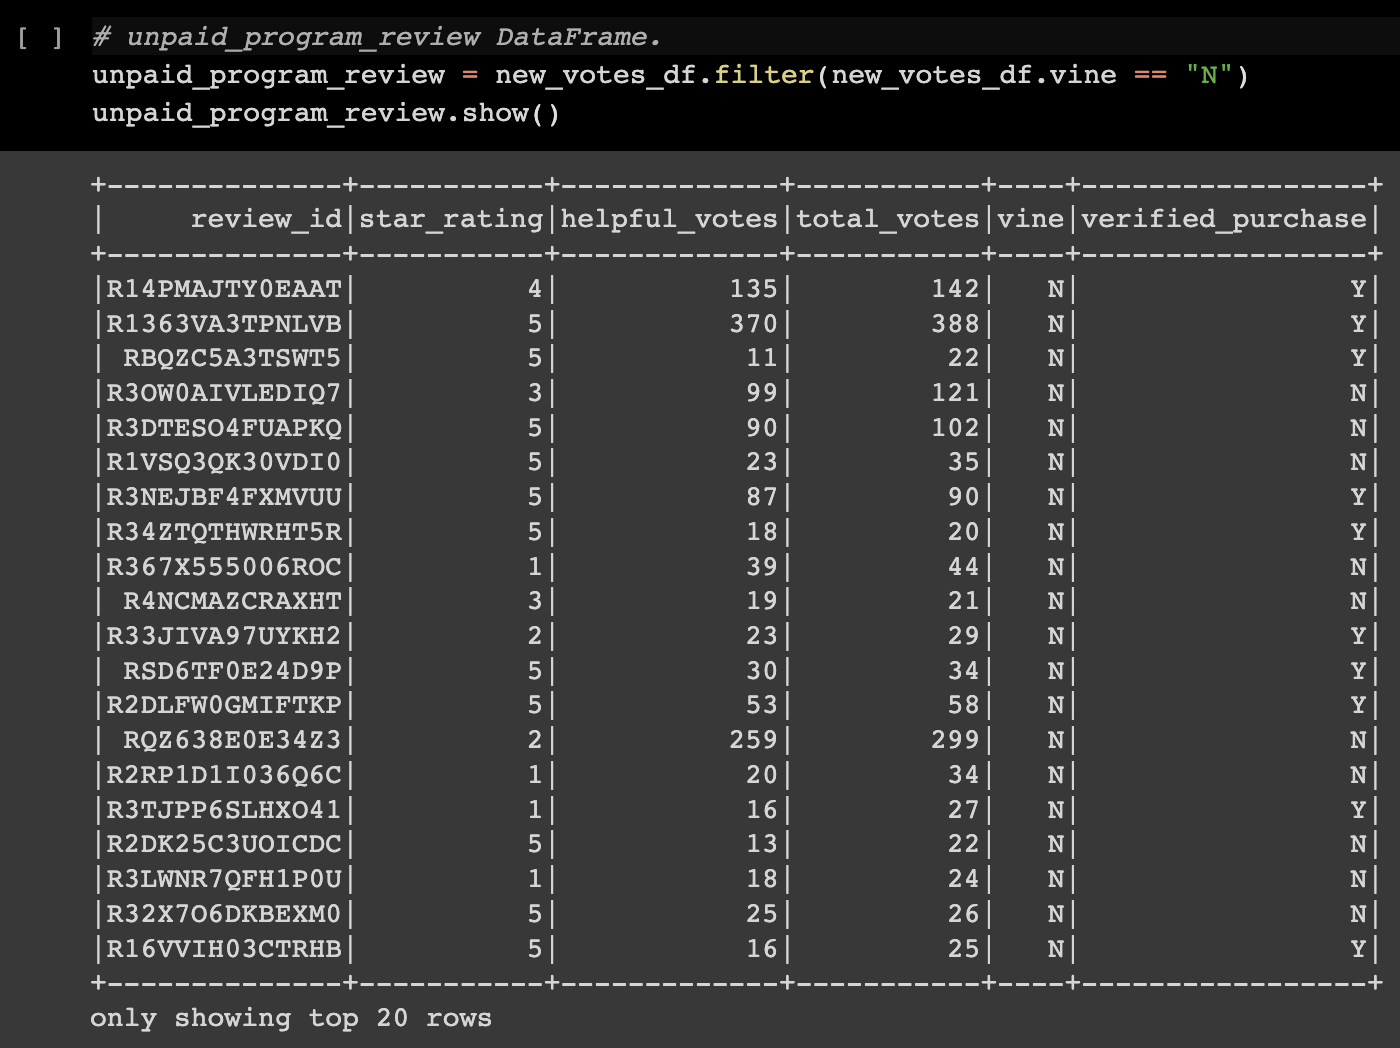 [ ] # unpaid_program_review DataFrame.
unpaid_program_review = new_votes_df.filter(new_votes_df.vine == "N")
unpaid_program_review.show()
+--------------+-----------+-------------+-----------+----+-----------------+
|     review_id|star_rating|helpful_votes|total_votes|vine|verified_purchase|
+--------------+-----------+-------------+-----------+----+-----------------+
|R14PMAJTY0EAAT|          4|          135|        142|   N|                Y|
|R1363VA3TPNLVB|          5|          370|        388|   N|                Y|
| RBQZC5A3TSWT5|          5|           11|         22|   N|                Y|
|R3OW0AIVLEDIQ7|          3|           99|        121|   N|                N|
|R3DTESO4FUAPKQ|          5|           90|        102|   N|                N|
|R1VSQ3QK30VDI0|          5|           23|         35|   N|                N|
|R3NEJBF4FXMVUU|          5|           87|         90|   N|                Y|
|R34ZTQTHWRHT5R|          5|           18|         20|   N|                Y|
|R367X555006ROC|          1|           39|         44|   N|                N|
| R4NCMAZCRAXHT|          3|           19|         21|   N|                N|
|R33JIVA97UYKH2|          2|           23|         29|   N|                Y|
| RSD6TF0E24D9P|          5|           30|         34|   N|                Y|
|R2DLFW0GMIFTKP|          5|           53|         58|   N|                Y|
| RQZ638E0E34Z3|          2|          259|        299|   N|                N|
|R2RP1D1I036Q6C|          1|           20|         34|   N|                N|
|R3TJPP6SLHXO41|          1|           16|         27|   N|                Y|
|R2DK25C3UOICDC|          5|           13|         22|   N|                N|
|R3LWNR7QFH1P0U|          1|           18|         24|   N|                N|
|R32X7O6DKBEXM0|          5|           25|         26|   N|                N|
|R16VVIH03CTRHB|          5|           16|         25|   N|                Y|
+--------------+-----------+-------------+-----------+----+-----------------+
only showing top 20 rows